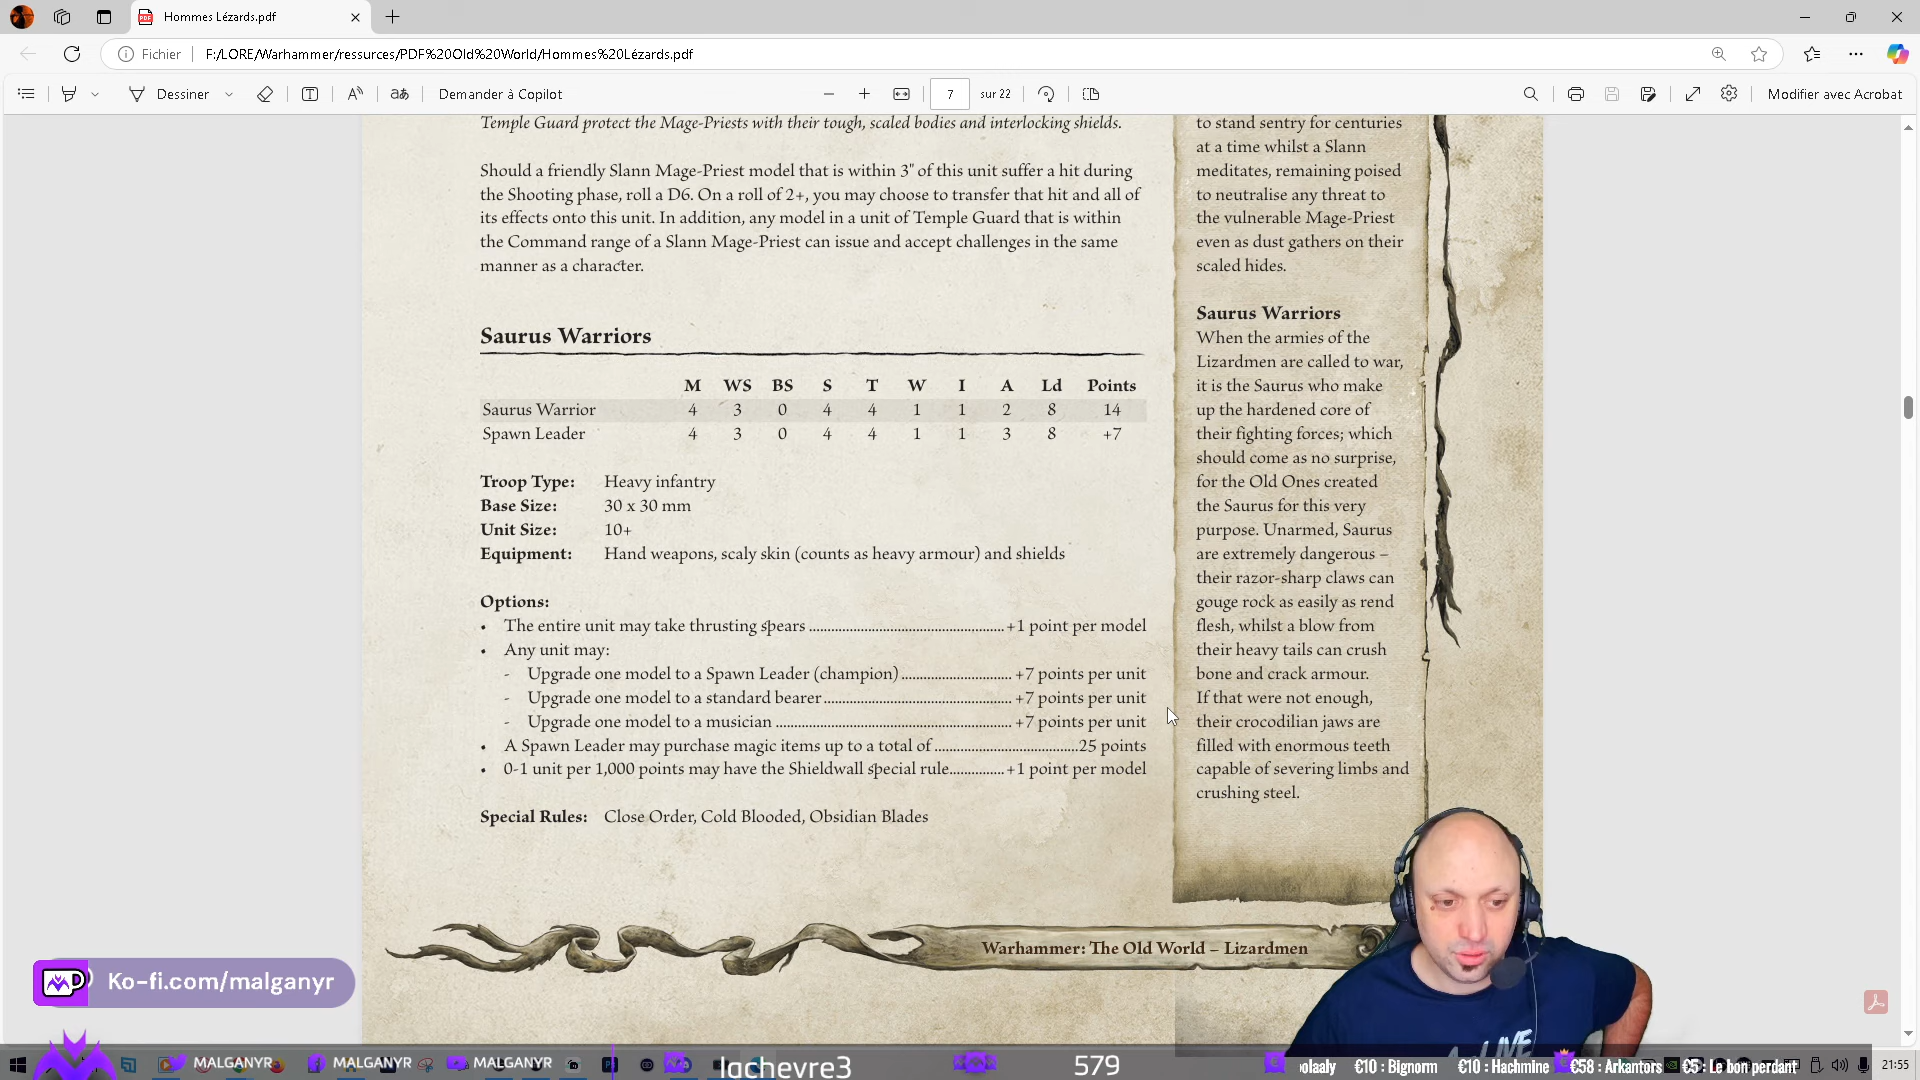 Hommes Lézards.pdf
Fichier
F:/LORE/Warhammer/ressources/PDF%20Old%20World/Hommes%20Lézards.pdf
Dessiner
Demander à Copilot
7
sur 22
Modifier avec Acrobat
Temple Guard protect the Mage-Priests with their tough, scaled bodies and interlocking shields.
Should a friendly Slann Mage-Priest model that is within 3" of this unit suffer a hit during
the Shooting phase, roll a D6. On a roll of 2+, you may choose to transfer that hit and all of
its effects onto this unit. In addition, any model in a unit of Temple Guard that is within
the Command range of a Slann Mage-Priest can issue and accept challenges in the same
manner as a character.
Saurus Warriors
M WS BS S T W I A Ld Points
Saurus Warrior 4 3 0 4 4 1 1 2 8 14
Spawn Leader 4 3 0 4 4 1 1 3 8 +7
Troop Type: Heavy infantry
Base Size: 30 x 30 mm
Unit Size: 10+
Equipment: Hand weapons, scaly skin (counts as heavy armour) and shields
Options:
• The entire unit may take thrusting spears ........ +1 point per model
• Any unit may:
- Upgrade one model to a Spawn Leader (champion) ........ +7 points per unit
- Upgrade one model to a standard bearer ........ +7 points per unit
- Upgrade one model to a musician ........ +7 points per unit
• A Spawn Leader may purchase magic items up to a total of ........ 25 points
• 0-1 unit per 1,000 points may have the Shieldwall special rule ........ +1 point per model
Special Rules: Close Order, Cold Blooded, Obsidian Blades
to stand sentry for centuries
at a time whilst a Slann
meditates, remaining poised
to neutralise any threat to
the vulnerable Mage-Priest
even as dust gathers on their
scaled hides.
Saurus Warriors
When the armies of the
Lizardmen are called to war,
it is the Saurus who make
up the hardened core of
their fighting forces; which
should come as no surprise,
for the Old Ones created
the Saurus for this very
purpose. Unarmed, Saurus
are extremely dangerous –
their razor-sharp claws can
gouge rock as easily as rend
flesh, whilst a blow from
their heavy tails can crush
bone and crack armour.
If that were not enough,
their crocodilian jaws are
filled with enormous teeth
capable of severing limbs and
crushing steel.
Warhammer: The Old World – Lizardmen
Ko-fi.com/malganyr
LIVE
MALGANYR
MALGANYR
MALGANYR
lachevre3
579
oolaaly €10 : Bignorm €10 : Hachmine €58 : Arkantors €5 : Le bon perdant
21:55